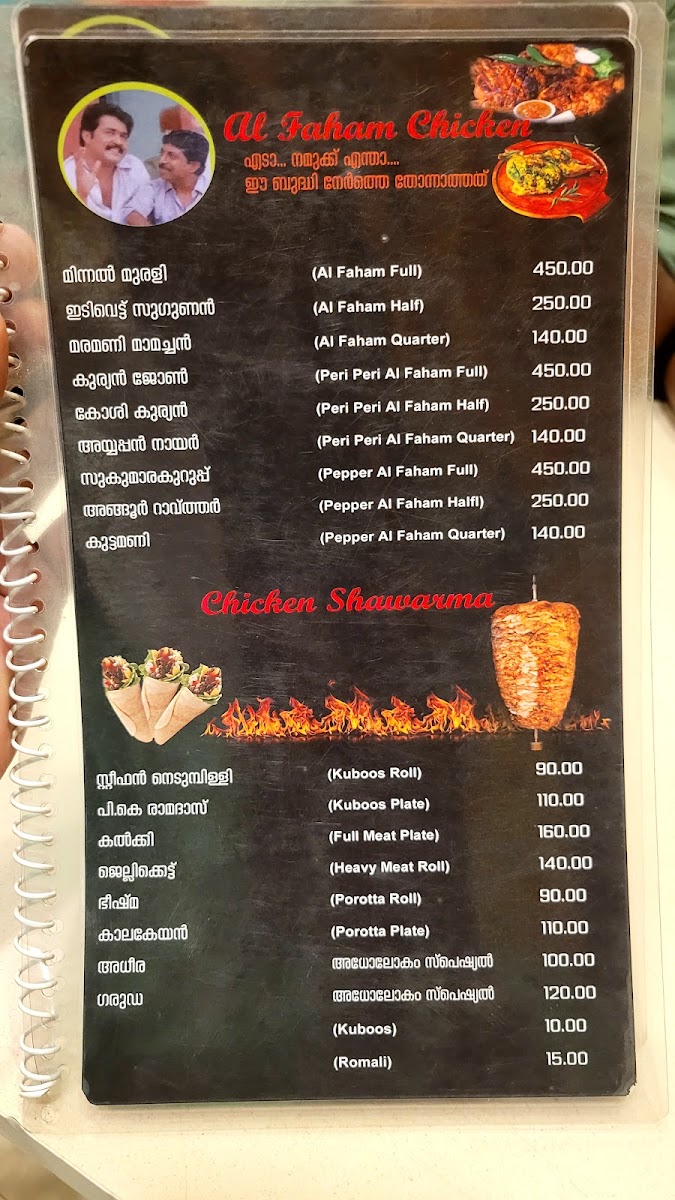 Al Faham Chicken
എടാ... നമുക്ക് എന്താ....
ഈ ബുദ്ധി നേർത്തെ തോന്നാത്തത്
മിന്നൽ മുരളി (Al Faham Full) 450.00
ഇടിവെട്ട് സുഗുണൻ (Al Faham Half) 250.00
മരമണി മാമച്ചൻ (Al Faham Quarter) 140.00
കുര്യൻ ജോൺ (Peri Peri Al Faham Full) 450.00
കോശി കുര്യൻ (Peri Peri Al Faham Half) 250.00
അയ്യപ്പൻ നായർ (Peri Peri Al Faham Quarter) 140.00
സുകുമാരകുറുപ്പ് (Pepper Al Faham Full) 450.00
അങ്ങൂർ റാവ്ത്തർ (Pepper Al Faham Halfl) 250.00
കുട്ടമണി (Pepper Al Faham Quarter) 140.00
Chicken Shawarma
സ്റ്റീഫൻ നെടുമ്പിള്ളി (Kuboos Roll) 90.00
പി.കെ രാമദാസ് (Kuboos Plate) 110.00
കൽക്കി (Full Meat Plate) 160.00
ജെല്ലിക്കെട്ട് (Heavy Meat Roll) 140.00
ഭീഷ്മ (Porotta Roll) 90.00
കാലകേയൻ (Porotta Plate) 110.00
അധീര അധോലോകം സ്പെഷ്യൽ 100.00
ഗരുഡ അധോലോകം സ്പെഷ്യൽ 120.00
(Kuboos) 10.00
(Romali) 15.00